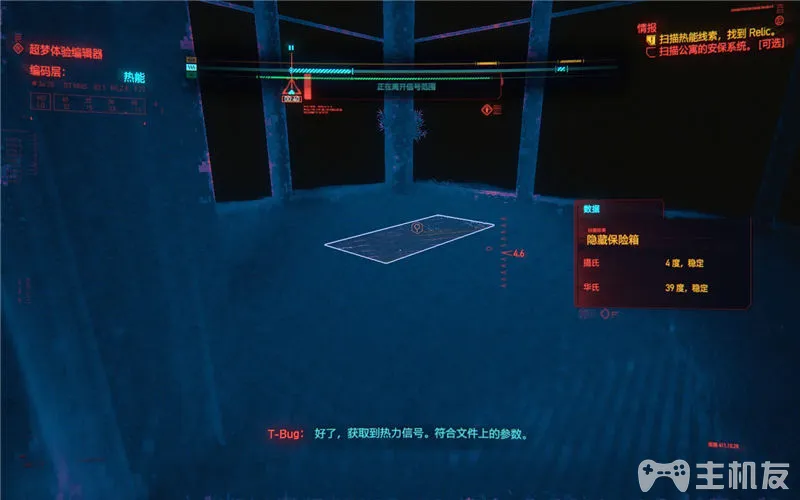 超梦体验编辑器
编码层：
热能
情报
扫描热能线索，找到 Relic。
扫描公寓的安保系统。[可选]
正在离开信号范围
数据
隐藏保险箱
摄氏 4 度，稳定
华氏 39 度，稳定
4.6
T-Bug： 好了，获取到热力信号。符合文件上的参数。
主机友